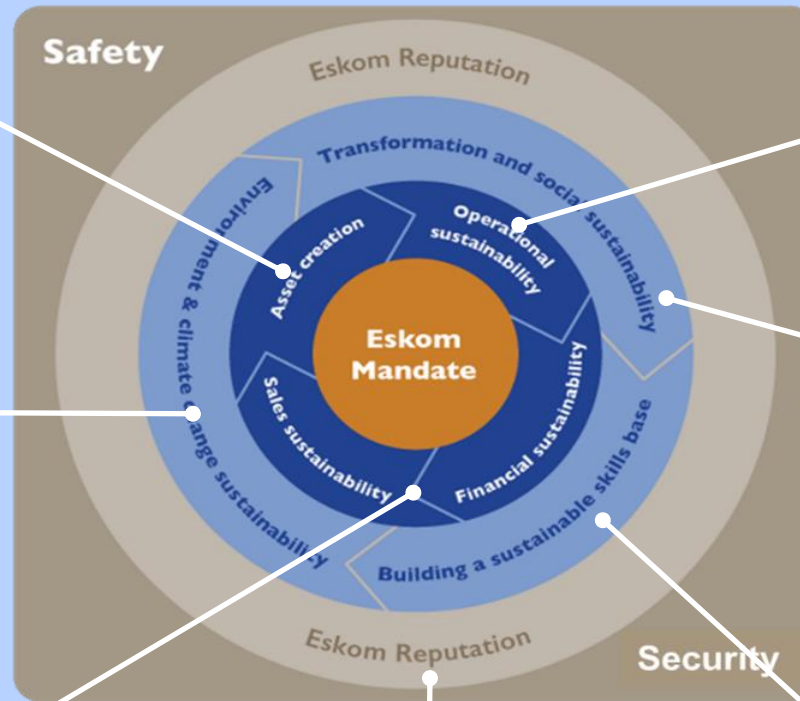 Safety
Eskom Reputation
Transformation and social sustainability
Environment & climate change sustainability
Building a sustainable skills base
Asset creation
Operational
sustainability
Sales sustainability
Financial sustainability
Eskom
Mandate
Eskom Reputation
Security